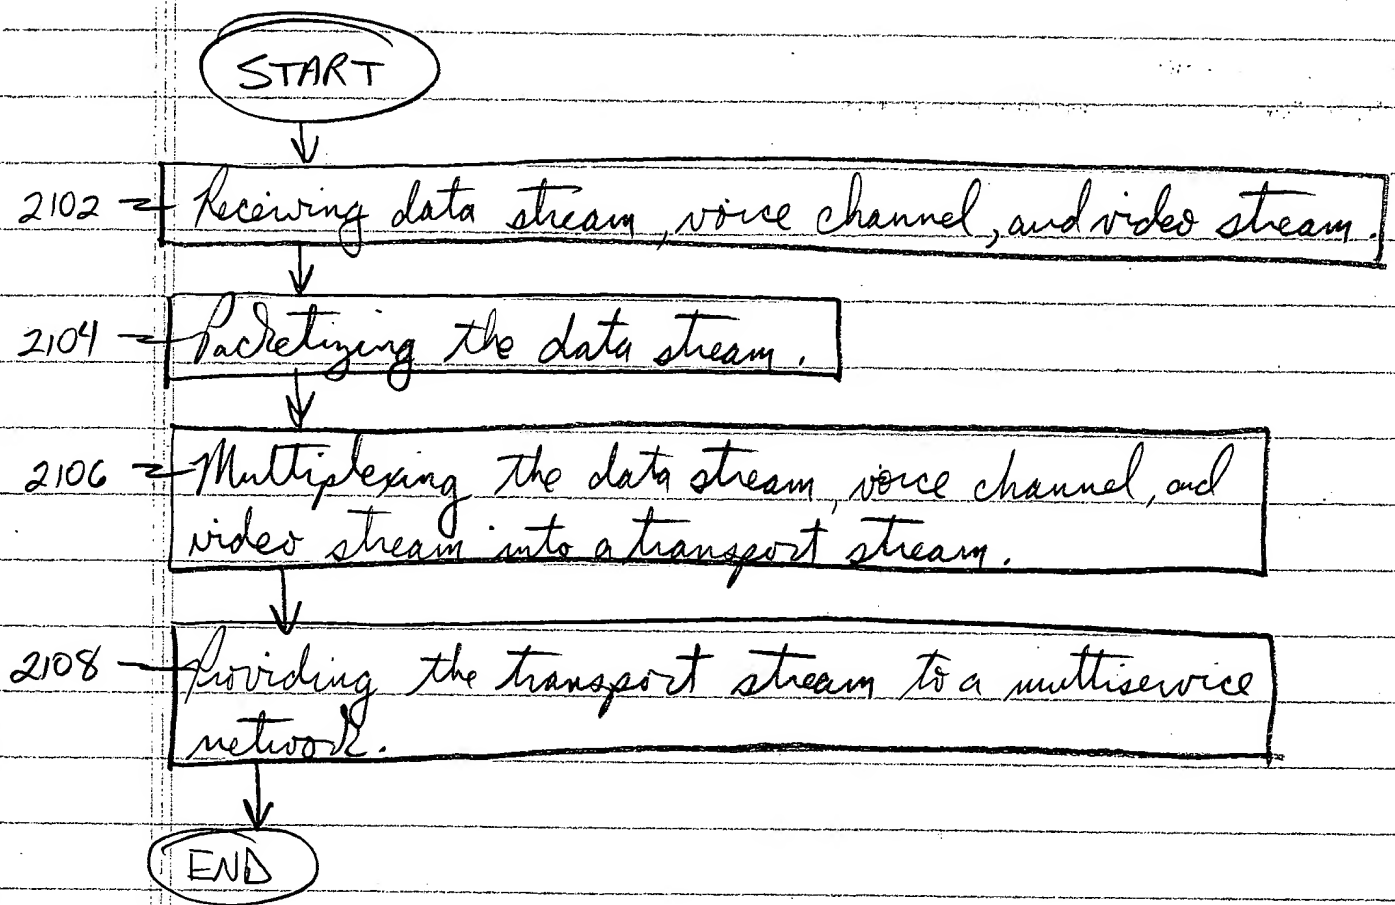 START
2102 Receiving data stream, voice channel, and video stream.
2104 Packetizing the data stream.
2106 Multiplexing the data stream, voice channel, and
video stream into a transport stream.
2108 Providing the transport stream to a multiservice
network.
END